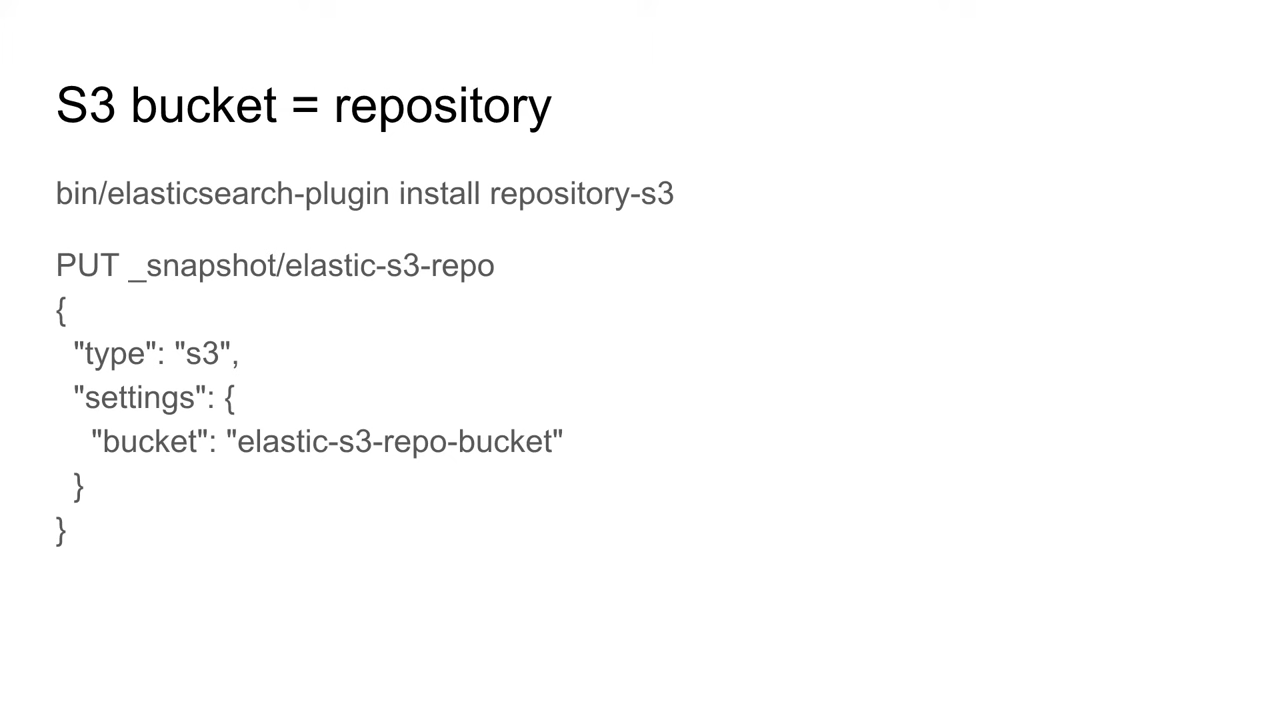 S3 bucket = repository
bin/elasticsearch-plugin install repository-s3
PUT _snapshot/elastic-s3-repo
{
  "type": "s3",
  "settings": {
    "bucket": "elastic-s3-repo-bucket"
  }
}